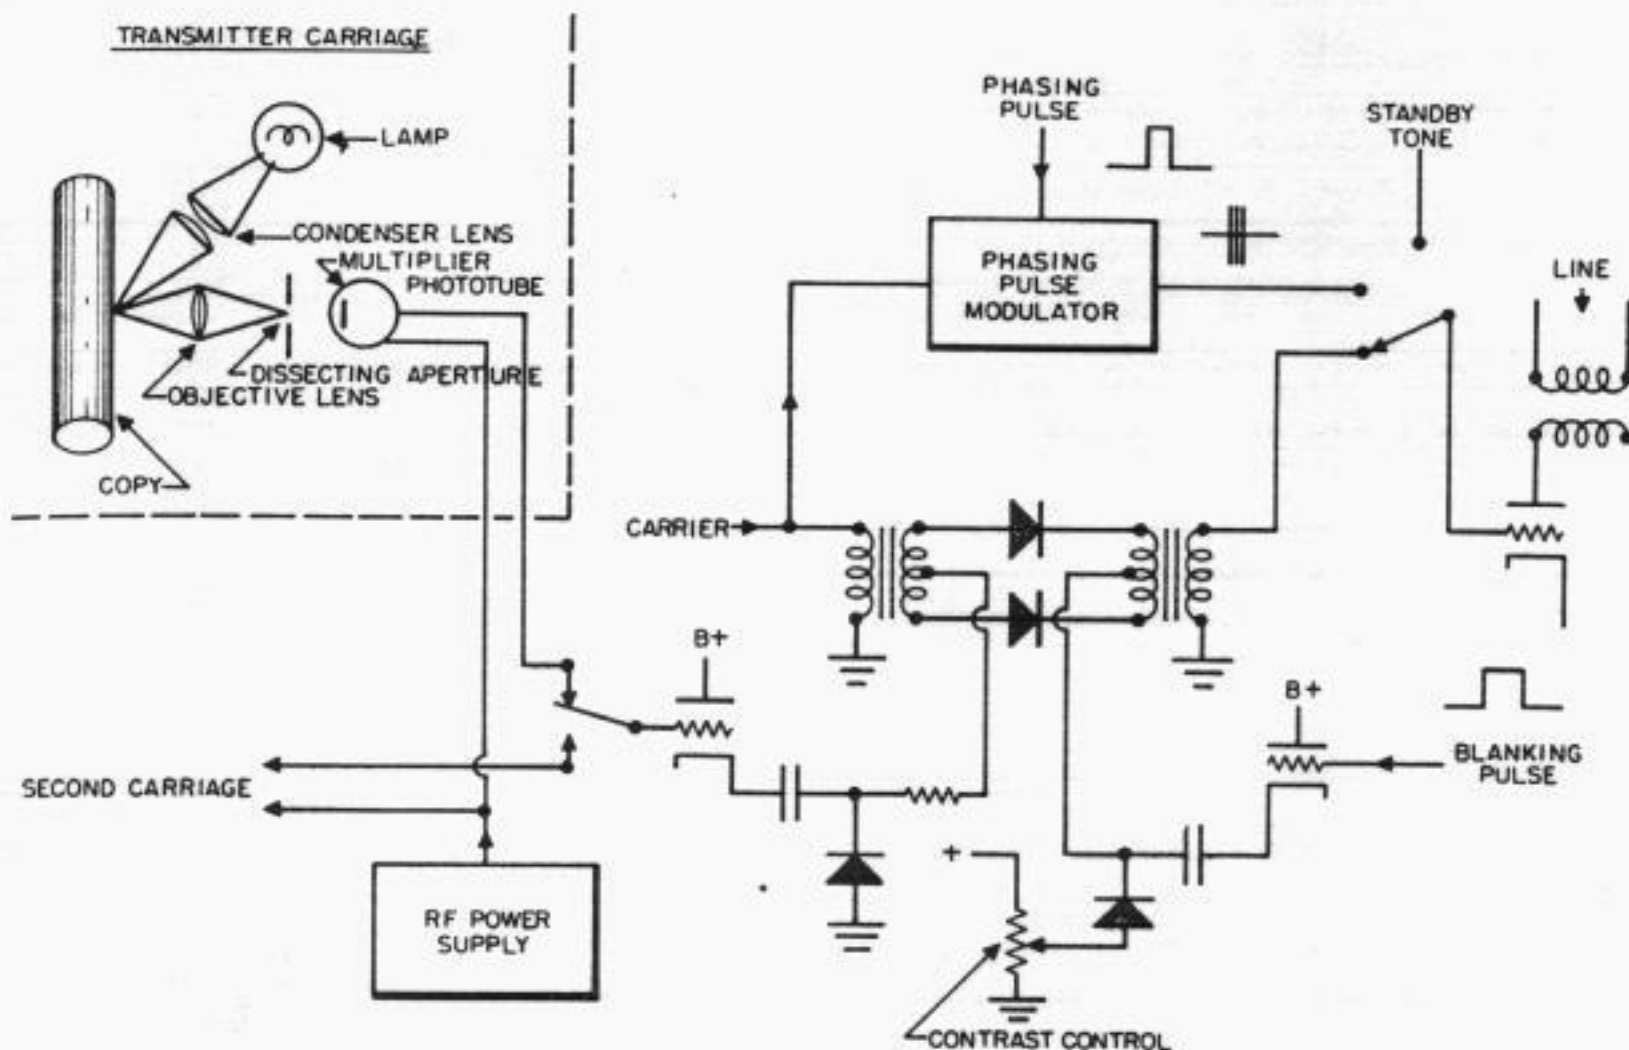 TRANSMITTER CARRIAGE
LAMP
CONDENSER LENS
MULTIPLIER
PHOTOTUBE
DISSECTING APERTURE
OBJECTIVE LENS
COPY
PHASING
PULSE
STANDBY
TONE
PHASING
PULSE
MODULATOR
LINE
CARRIER
B+
B+
BLANKING
PULSE
SECOND CARRIAGE
+
RF POWER
SUPPLY
CONTRAST CONTROL